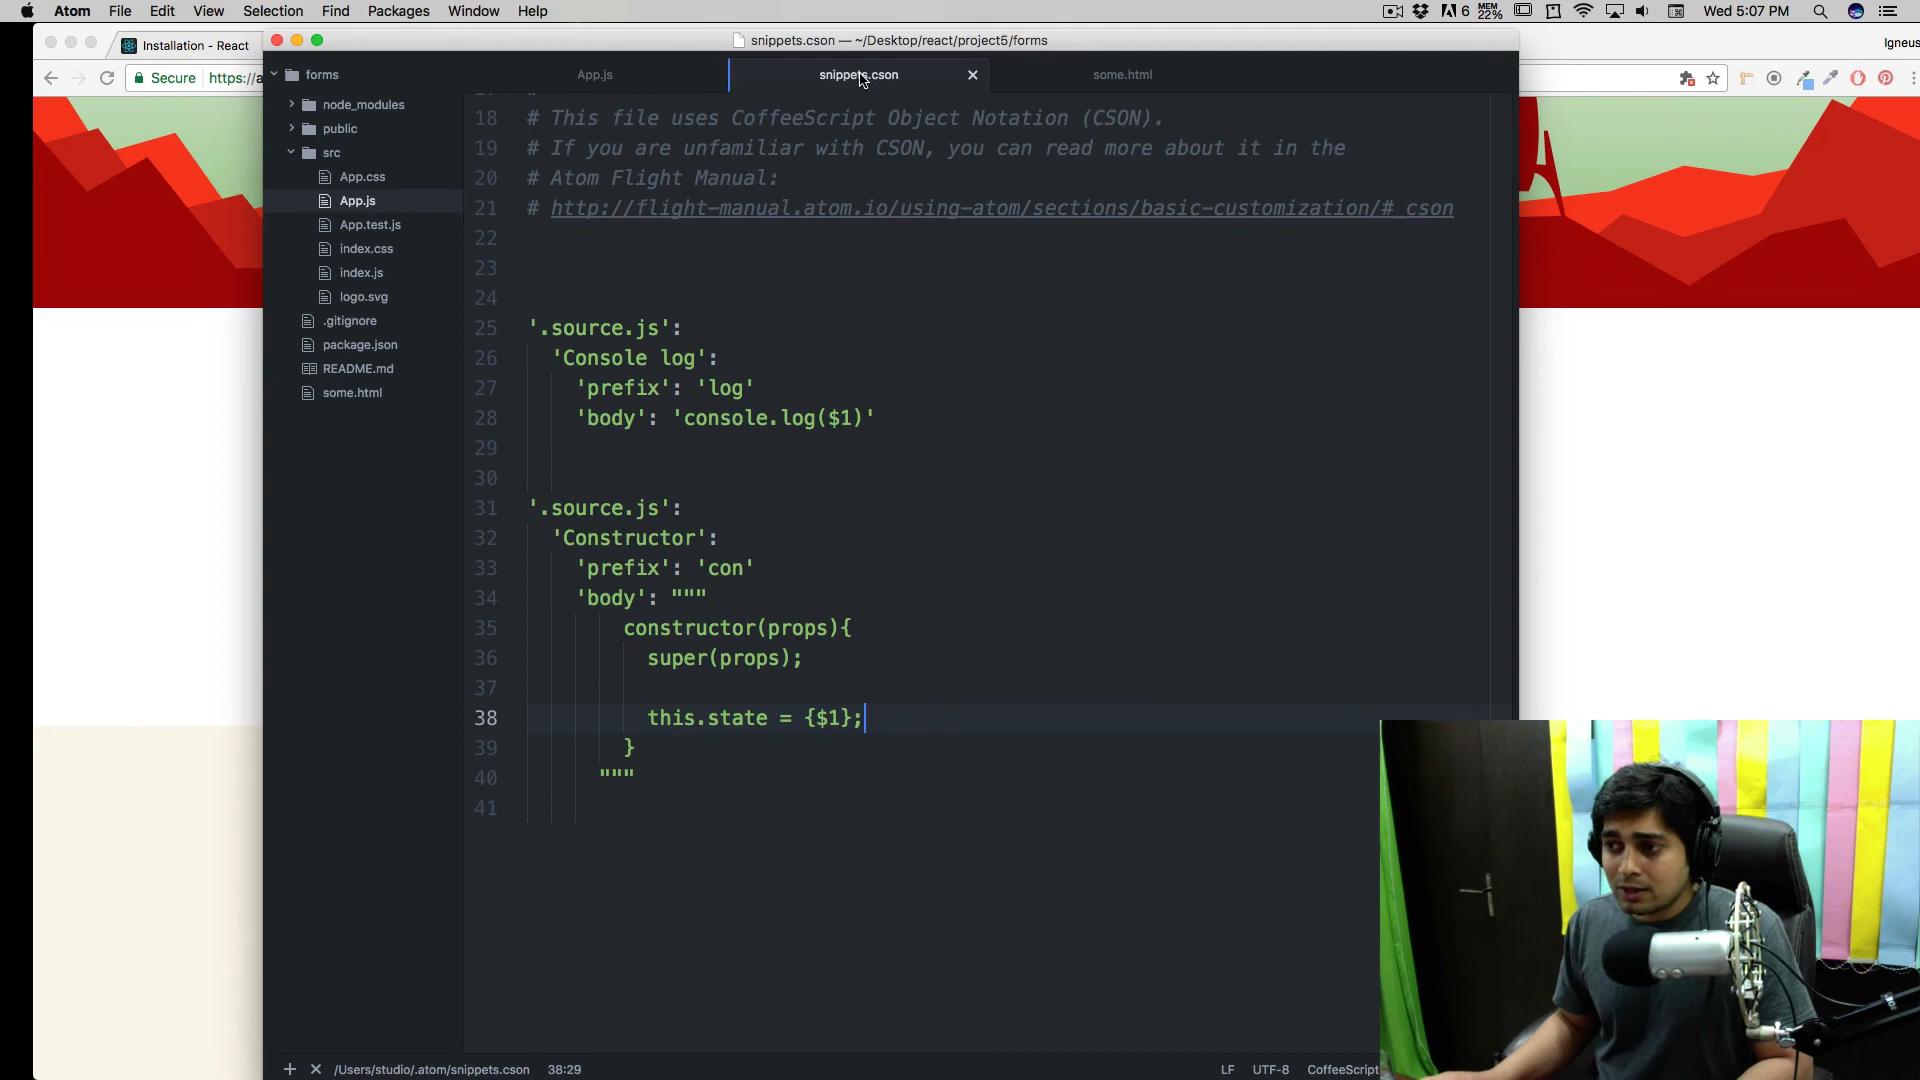 Atom File Edit View Selection Find Packages Window Help
6 MEM 22% Wed 5:07 PM
Installation - React
Secure https://a
Igneus
snippets.cson — ~/Desktop/react/project5/forms
App.js snippets.cson some.html
forms
node_modules
public
src
App.css
App.js
App.test.js
index.css
index.js
logo.svg
.gitignore
package.json
README.md
some.html
18 # This file uses CoffeeScript Object Notation (CSON).
19 # If you are unfamiliar with CSON, you can read more about it in the
20 # Atom Flight Manual:
21 # http://flight-manual.atom.io/using-atom/sections/basic-customization/#_cson
22
23
24
25 '.source.js':
26 'Console log':
27 'prefix': 'log'
28 'body': 'console.log($1)'
29
30
31 '.source.js':
32 'Constructor':
33 'prefix': 'con'
34 'body': """
35 constructor(props){
36 super(props);
37
38 this.state = {$1};
39 }
40 """
41
/Users/studio/.atom/snippets.cson 38:29
LF UTF-8 CoffeeScript